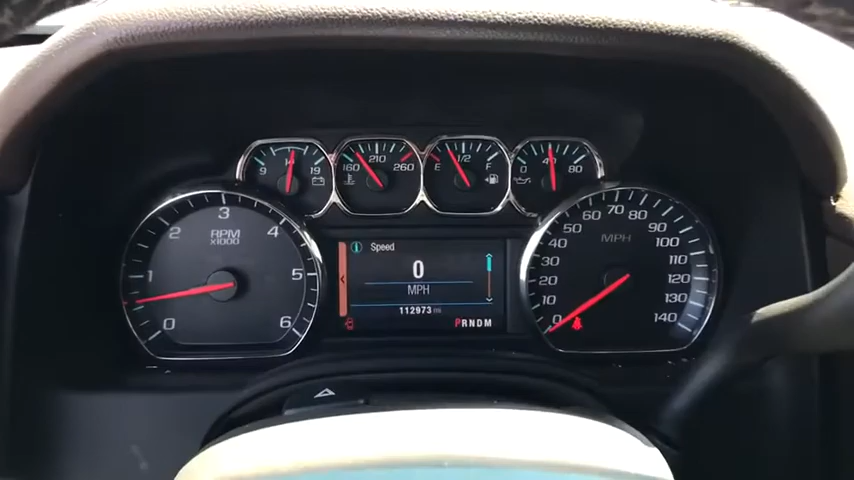 9 14 19
160 210 260
E 1/2 F
0 40 80
RPM
x1000
0 1 2 3 4 5 6
Speed
0
MPH
112973 mi
PRNDM
MPH
0 10 20 30 40 50 60 70 80 90 100 110 120 130 140